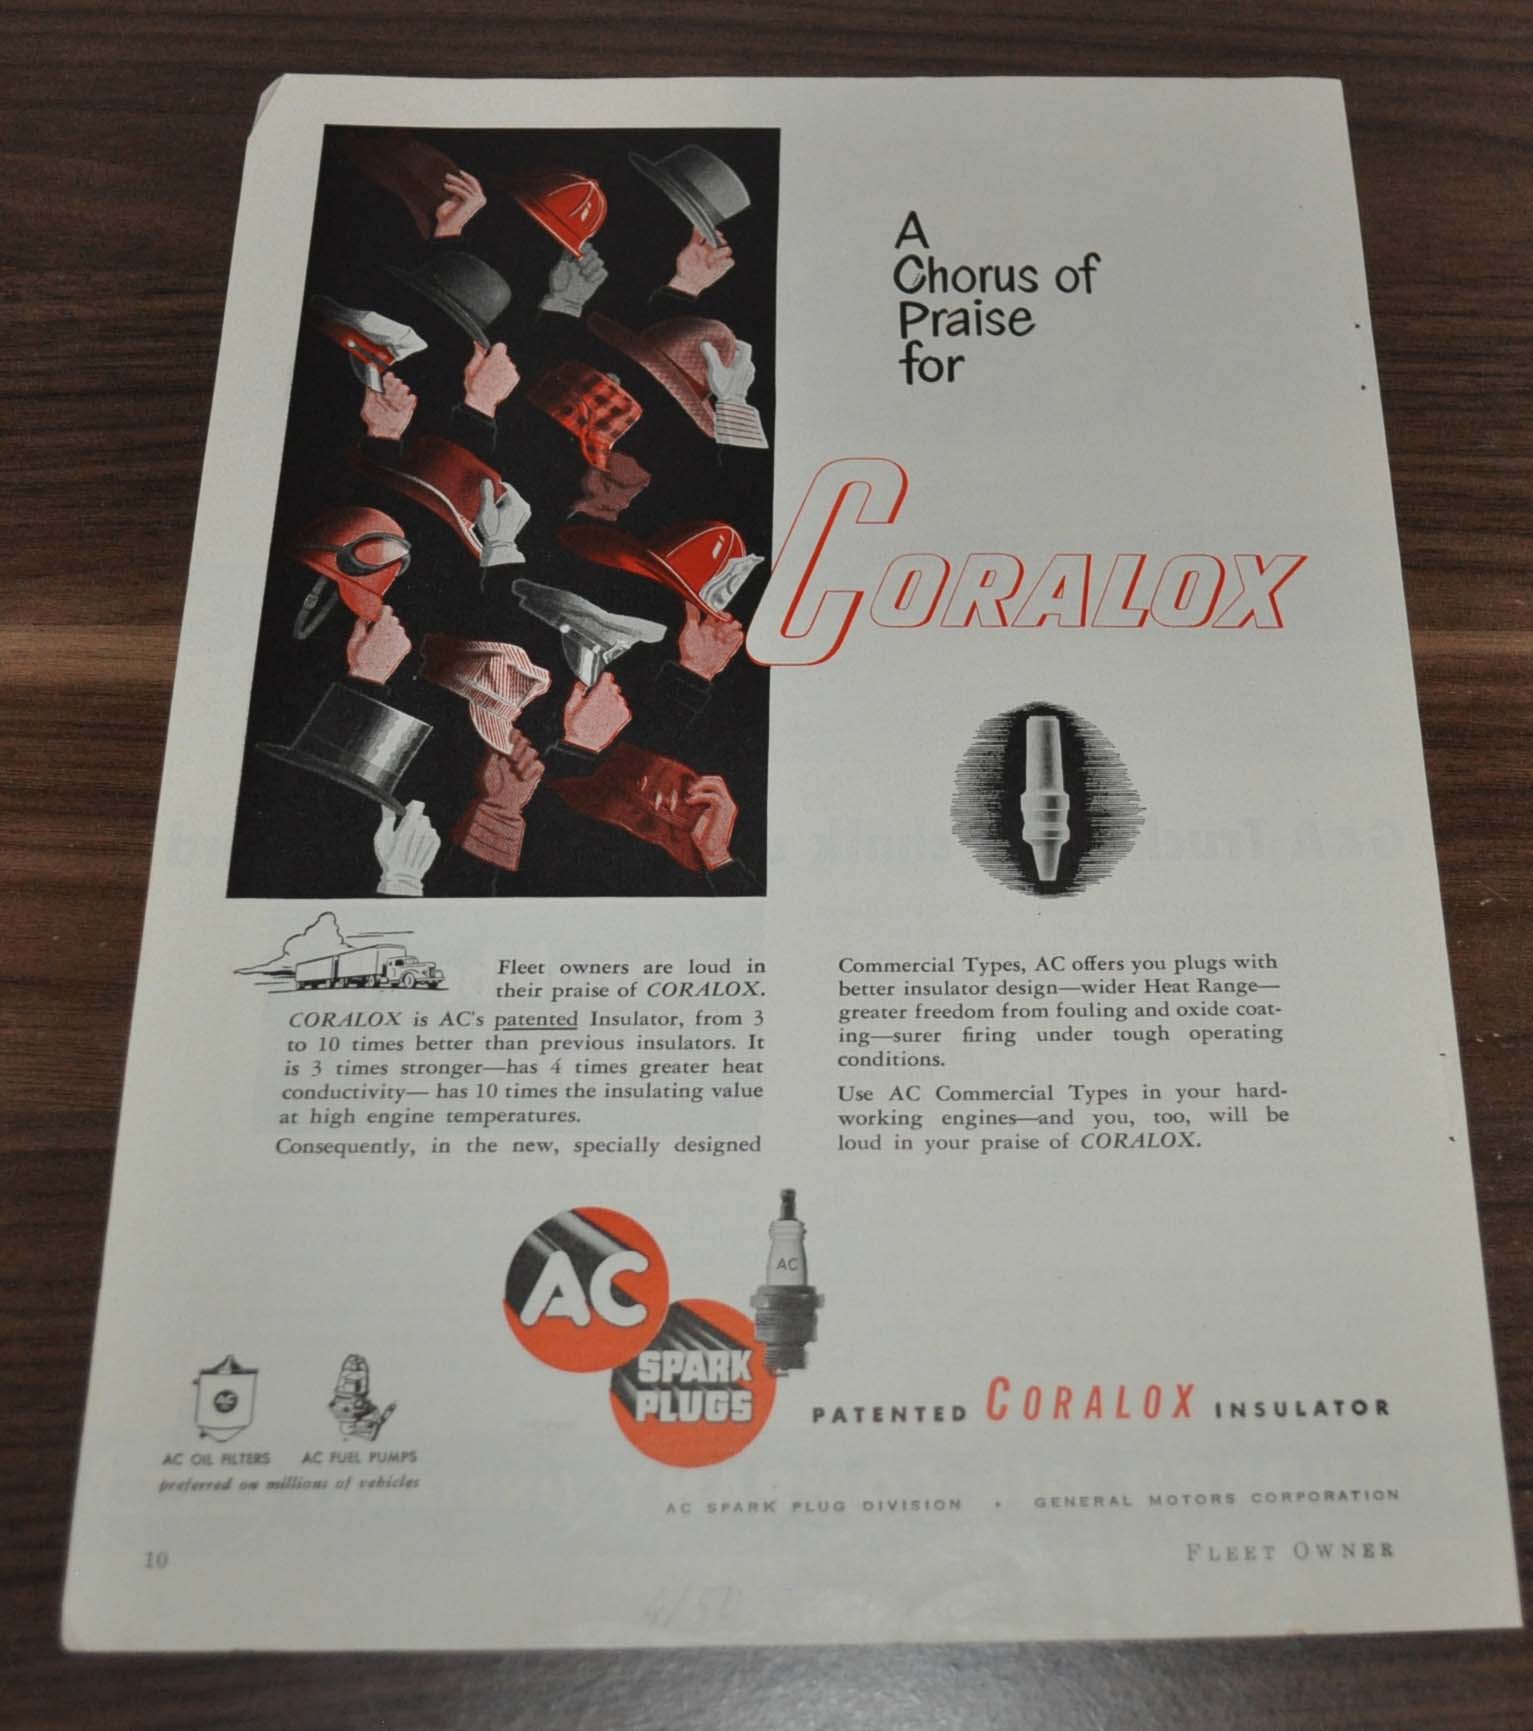 A
Chorus of
Praise
for
CORALOX
Fleet owners are loud in
their praise of CORALOX.
CORALOX is AC's patented Insulator, from 3
to 10 times better than previous insulators. It
is 3 times stronger—has 4 times greater heat
conductivity— has 10 times the insulating value
at high engine temperatures.
Consequently, in the new, specially designed
Commercial Types, AC offers you plugs with
better insulator design—wider Heat Range—
greater freedom from fouling and oxide coat-
ing—surer firing under tough operating
conditions.
Use AC Commercial Types in your hard-
working engines—and you, too, will be
loud in your praise of CORALOX.
AC
SPARK
PLUGS
AC
PATENTED CORALOX INSULATOR
AC
AC OIL FILTERS AC FUEL PUMPS
preferred on millions of vehicles
AC SPARK PLUG DIVISION • GENERAL MOTORS CORPORATION
10
FLEET OWNER